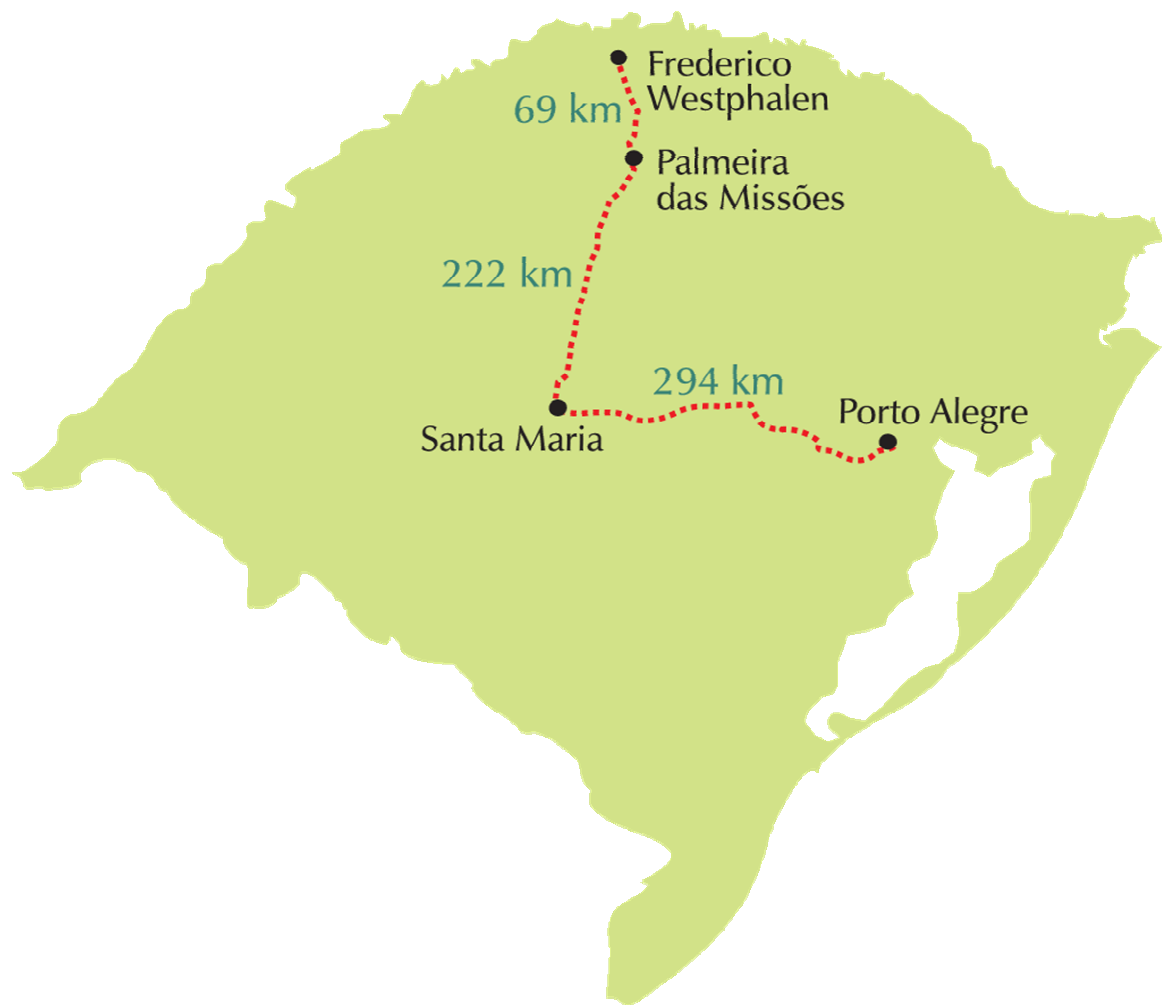 Frederico
Westphalen
69 km
Palmeira
das Missões
222 km
294 km
Porto Alegre
Santa Maria